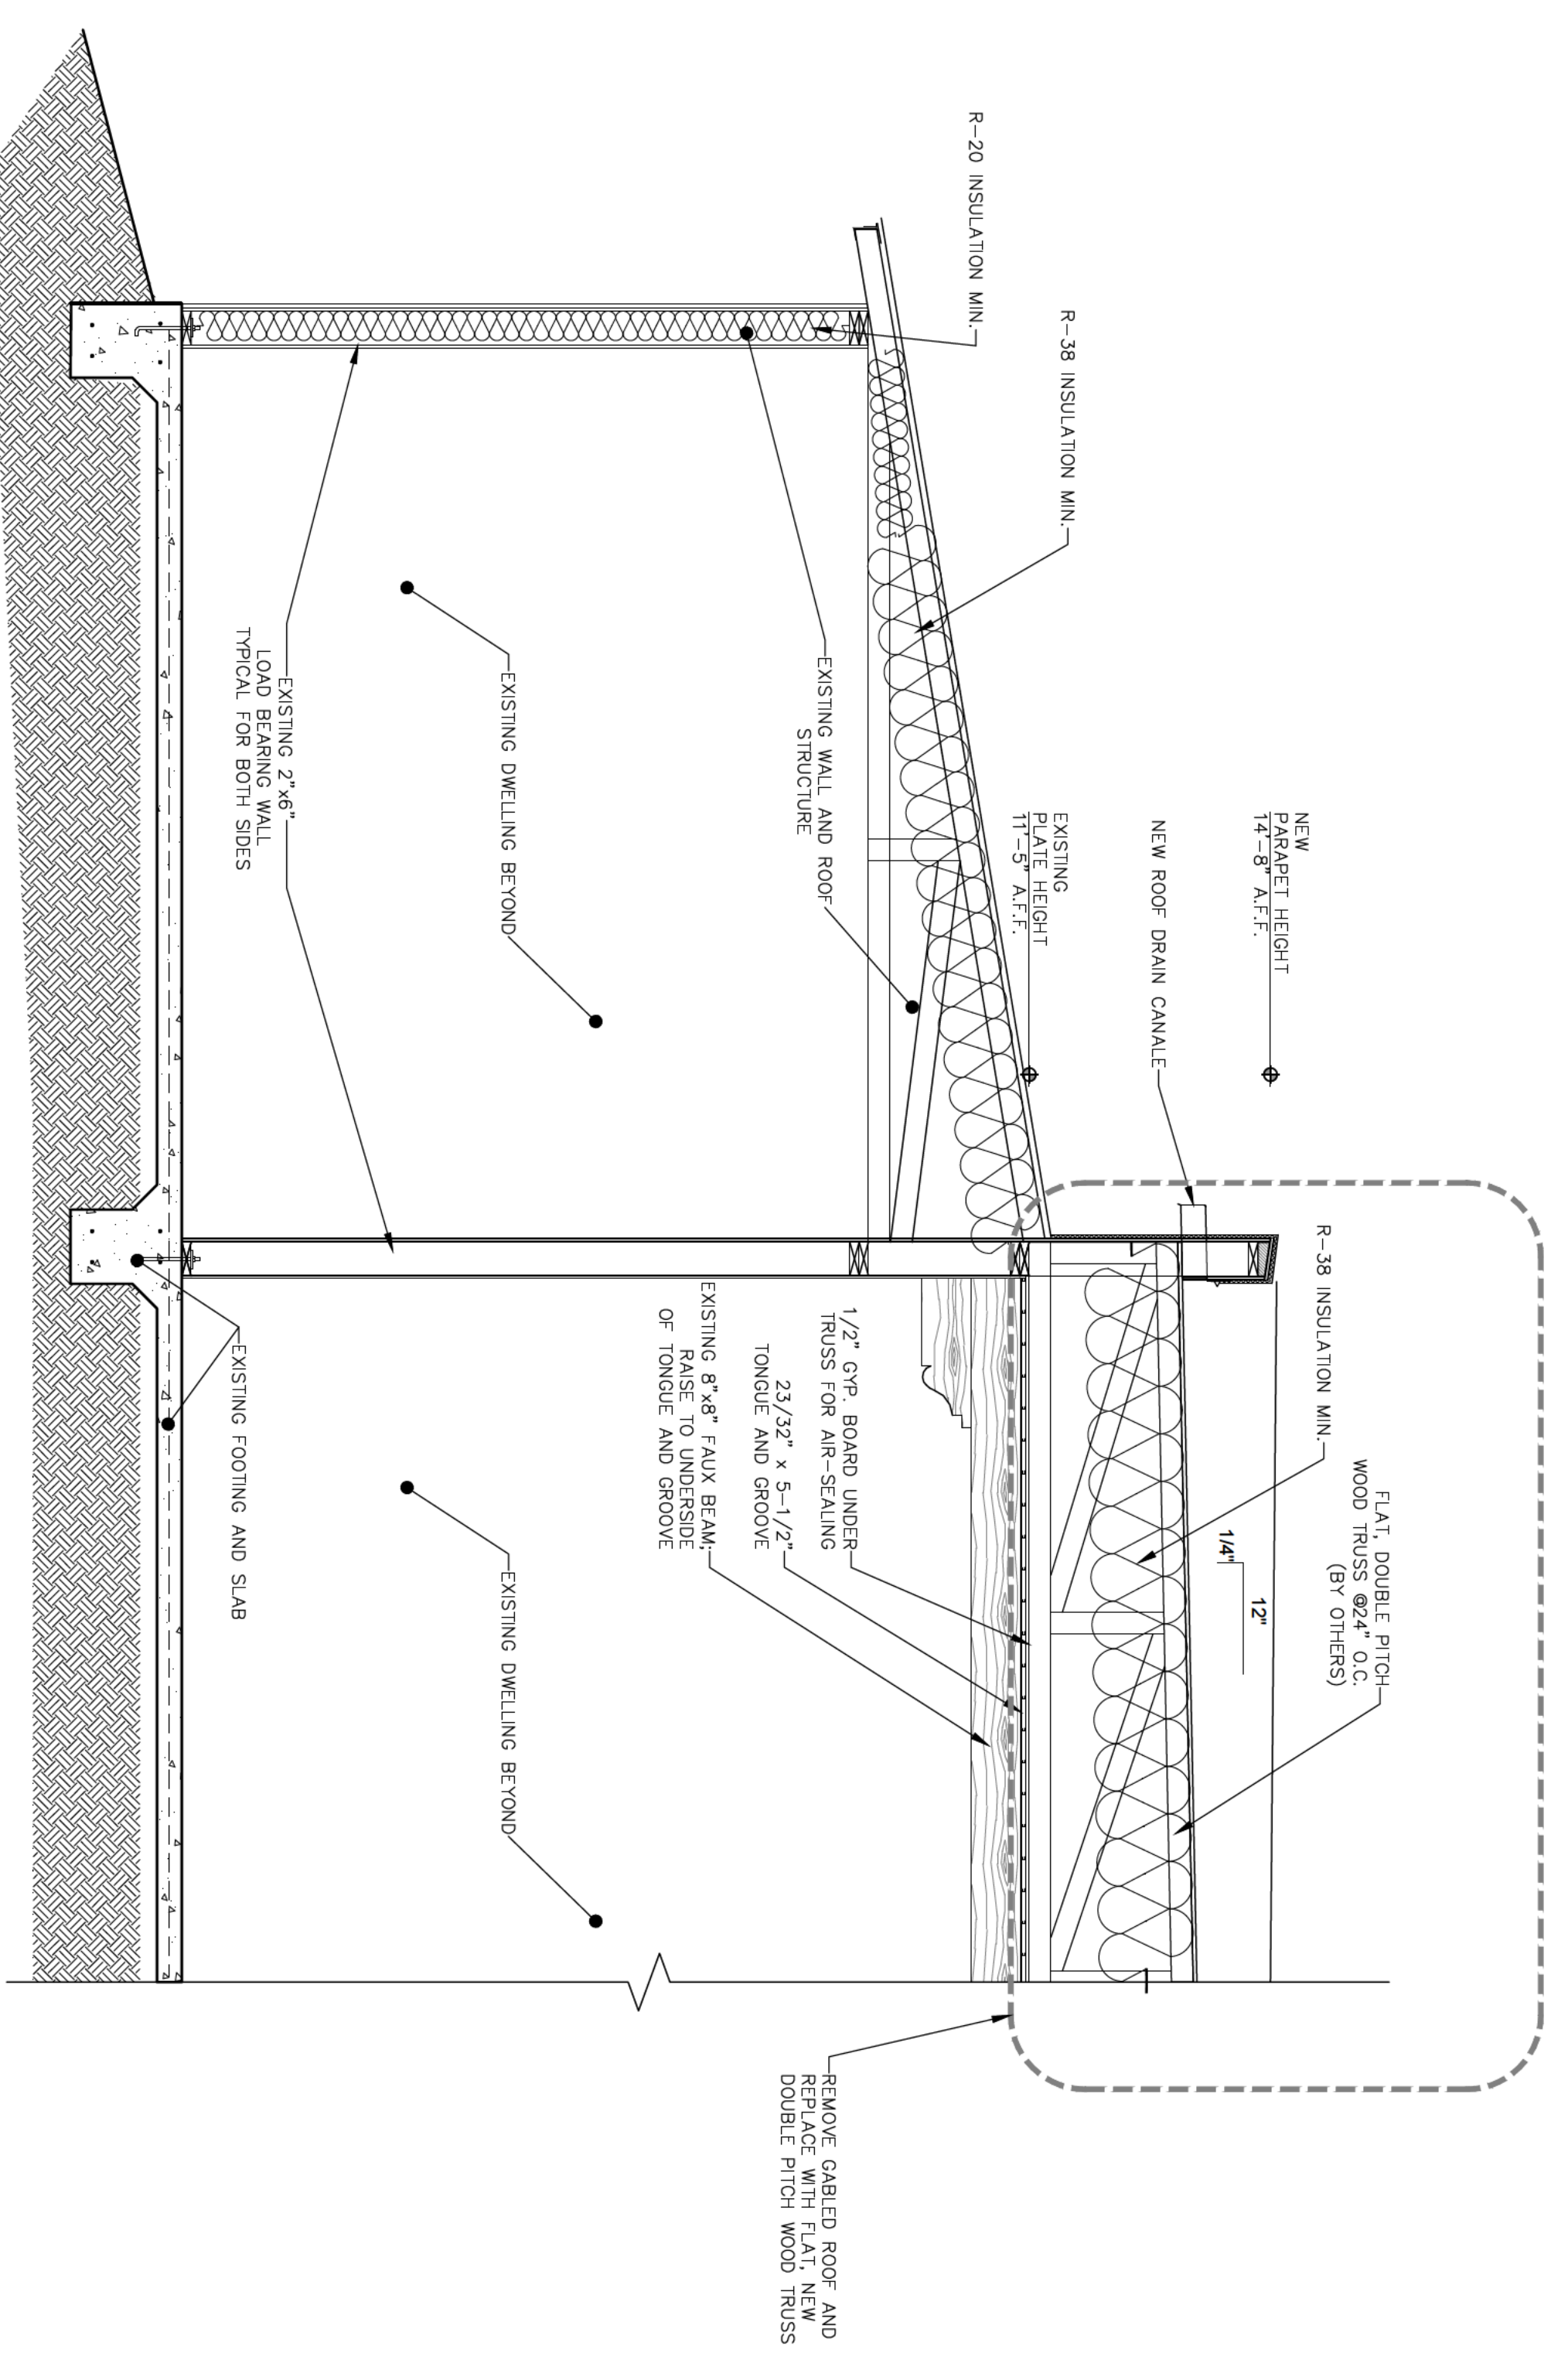 NEW
PARAPET HEIGHT
14'-8" A.F.F.
FLAT, DOUBLE PITCH
WOOD TRUSS @24" O.C.
(BY OTHERS)
R-38 INSULATION MIN.
12"
1/4"
NEW ROOF DRAIN CANALE
EXISTING
PLATE HEIGHT
11'-5" A.F.F.
R-38 INSULATION MIN.
R-20 INSULATION MIN.
EXISTING WALL AND ROOF
STRUCTURE
1/2" GYP. BOARD UNDER
TRUSS FOR AIR-SEALING
23/32" x 5-1/2"
TONGUE AND GROOVE
EXISTING 8"x8" FAUX BEAM;
RAISE TO UNDERSIDE
OF TONGUE AND GROOVE
REMOVE GABLED ROOF AND
REPLACE WITH FLAT, NEW
DOUBLE PITCH WOOD TRUSS
EXISTING DWELLING BEYOND
EXISTING DWELLING BEYOND
EXISTING 2"x6"
LOAD BEARING WALL
TYPICAL FOR BOTH SIDES
EXISTING FOOTING AND SLAB